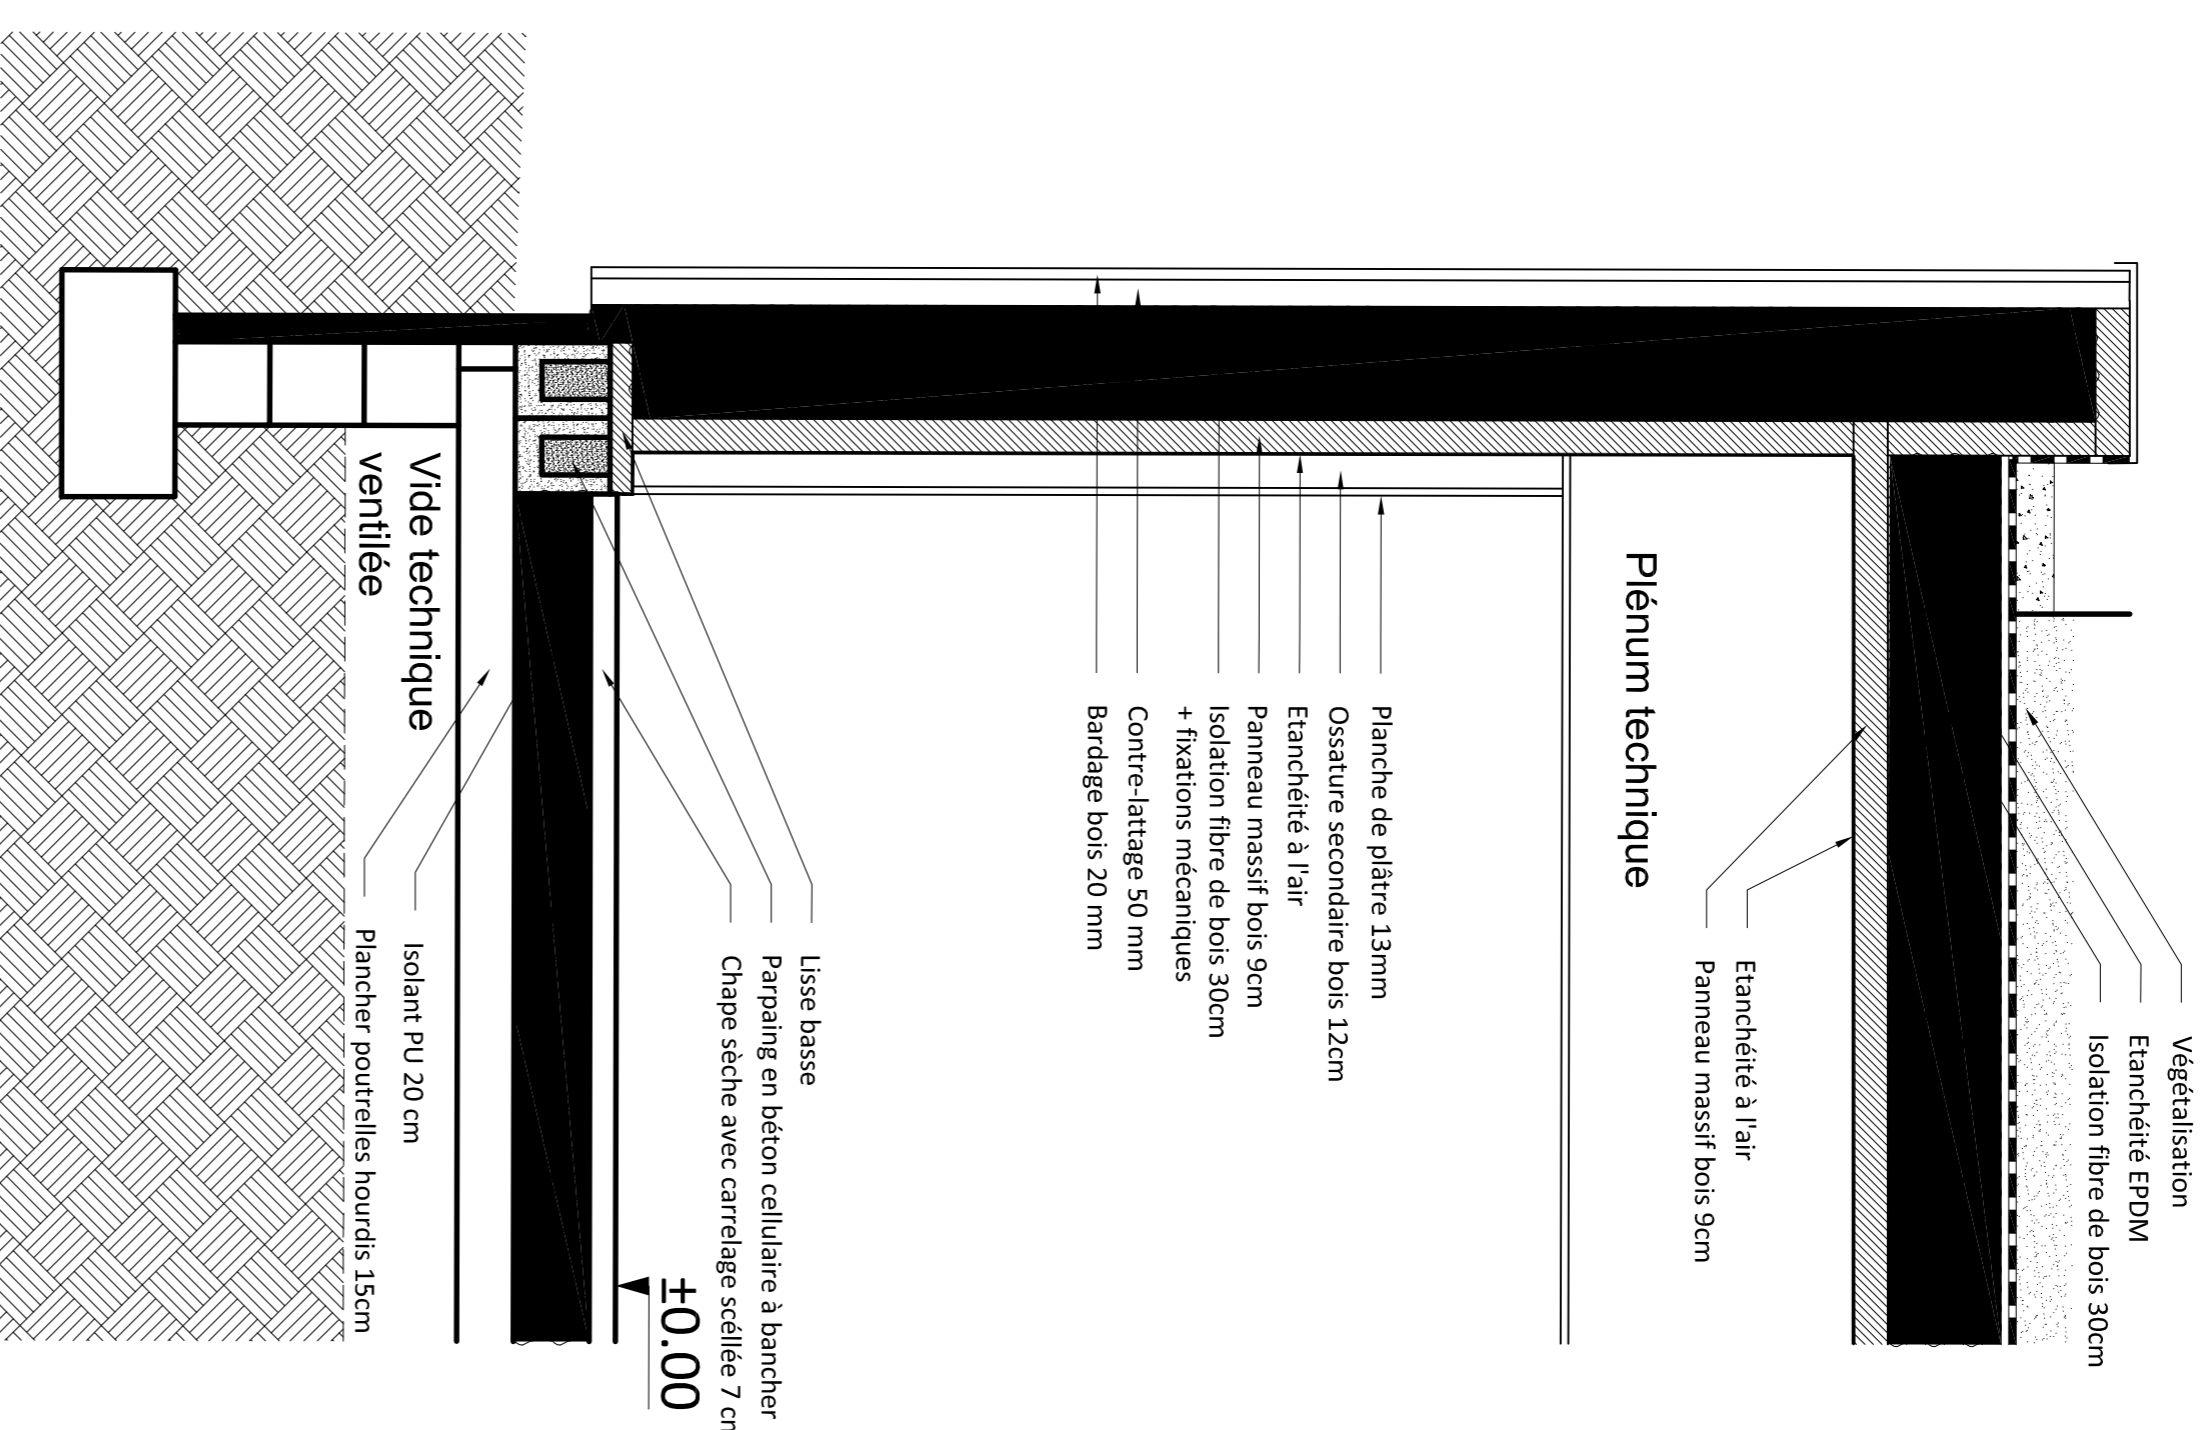 Végétalisation
Etanchéité EPDM
Isolation fibre de bois 30cm
Etanchéité à l'air
Panneau massif bois 9cm
Plénum technique
Planche de plâtre 13mm
Ossature secondaire bois 12cm
Etanchéité à l'air
Panneau massif bois 9cm
Isolation fibre de bois 30cm
+ fixations mécaniques
Contre-lattage 50 mm
Bardage bois 20 mm
Lisse basse
Parpaing en béton cellulaire à bancher
Chape sèche avec carrelage scéllée 7 cm
±0.00
Isolant PU 20 cm
Plancher poutrelles hourdis 15cm
Vide technique
ventilée